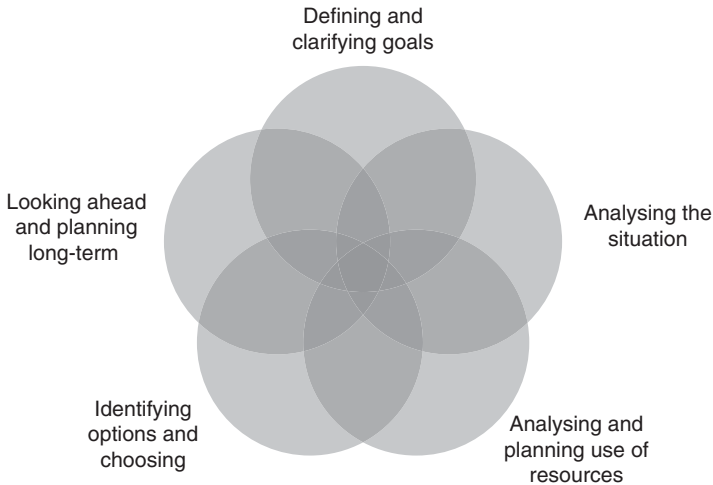 Defining and
clarifying goals
Looking ahead
and planning
long-term
Analysing the
situation
Identifying
options and
choosing
Analysing and
planning use of
resources